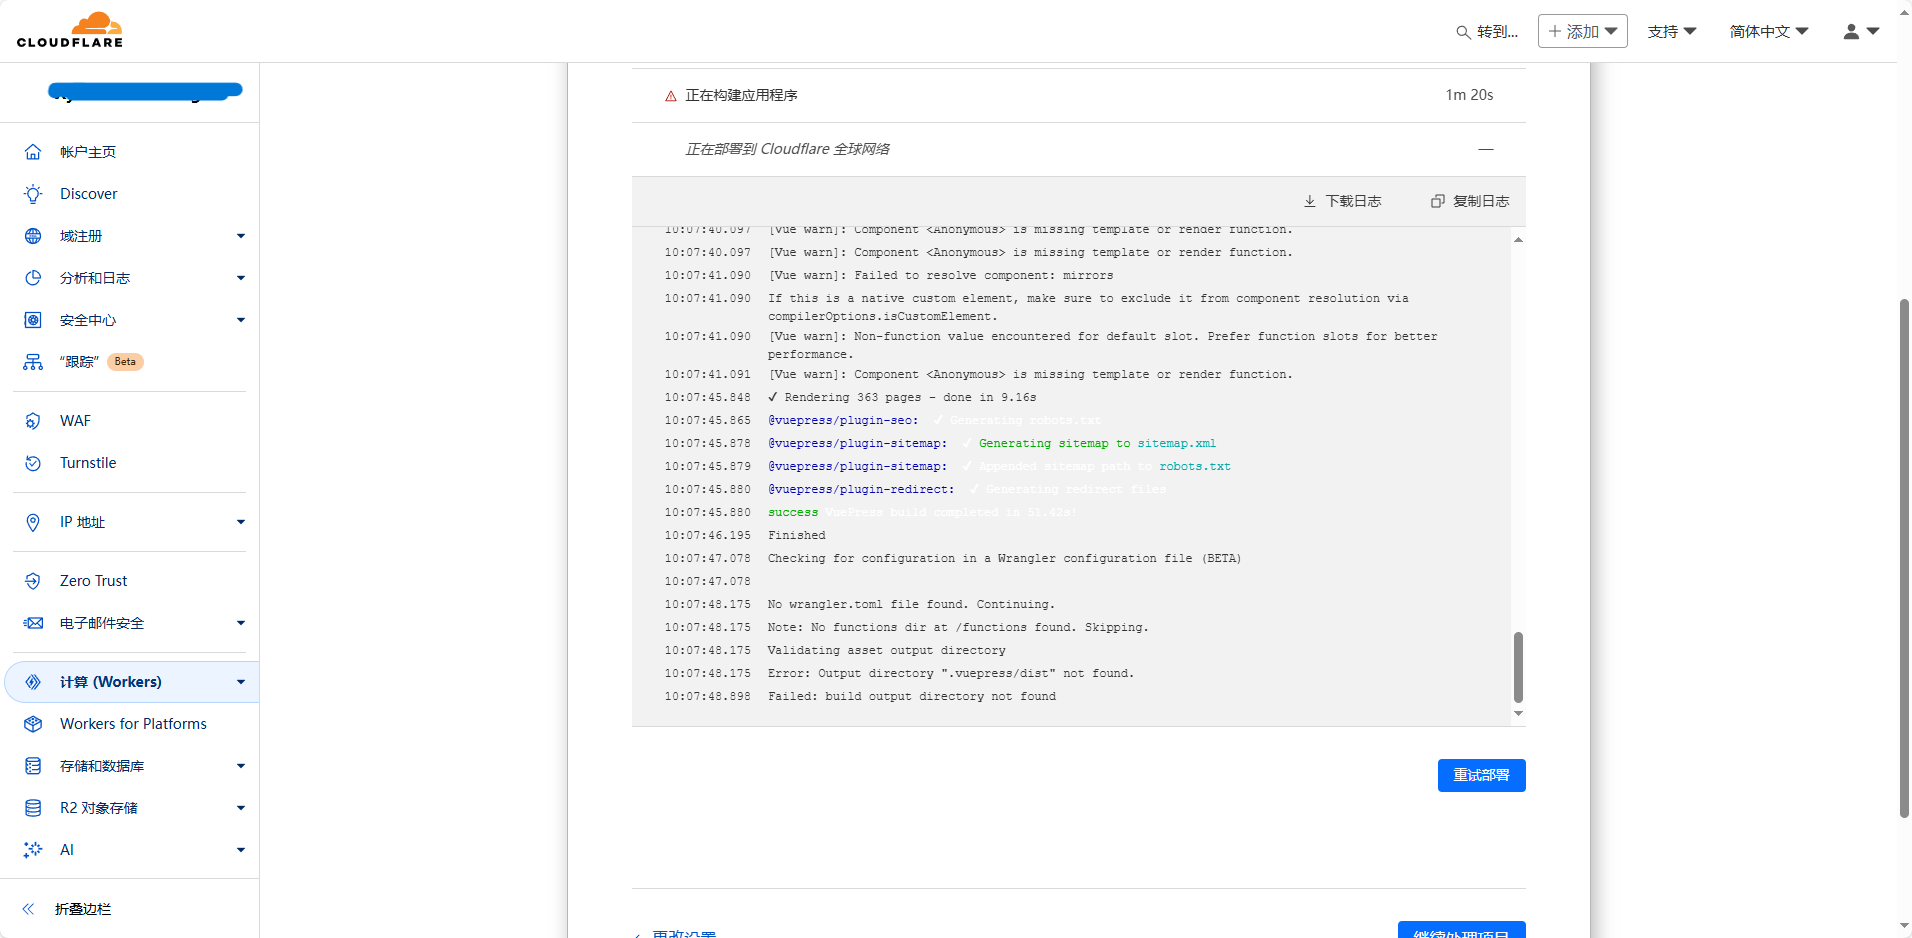 CLOUDFLARE
转到...
添加
支持
简体中文
正在构建应用程序
1m 20s
正在部署到 Cloudflare 全球网络
—
下载日志
复制日志
10:07:40.097 [Vue warn]: Component <Anonymous> is missing template or render function.
10:07:40.097 [Vue warn]: Component <Anonymous> is missing template or render function.
10:07:41.090 [Vue warn]: Failed to resolve component: mirrors
10:07:41.090 If this is a native custom element, make sure to exclude it from component resolution via
compilerOptions.isCustomElement.
10:07:41.090 [Vue warn]: Non-function value encountered for default slot. Prefer function slots for better
performance.
10:07:41.091 [Vue warn]: Component <Anonymous> is missing template or render function.
10:07:45.848 ✓ Rendering 363 pages - done in 9.16s
10:07:45.865 @vuepress/plugin-seo: ✓ Generating robots.txt
10:07:45.878 @vuepress/plugin-sitemap: ✓ Generating sitemap to sitemap.xml
10:07:45.879 @vuepress/plugin-sitemap: ✓ Appended sitemap path to robots.txt
10:07:45.880 @vuepress/plugin-redirect: ✓ Generating redirect files
10:07:45.880 success VuePress build completed in 51.42s!
10:07:46.195 Finished
10:07:47.078 Checking for configuration in a Wrangler configuration file (BETA)
10:07:47.078
10:07:48.175 No wrangler.toml file found. Continuing.
10:07:48.175 Note: No functions dir at /functions found. Skipping.
10:07:48.175 Validating asset output directory
10:07:48.175 Error: Output directory ".vuepress/dist" not found.
10:07:48.898 Failed: build output directory not found
重试部署
更改设置
继续处理项目
帐户主页
Discover
域注册
分析和日志
安全中心
“跟踪” Beta
WAF
Turnstile
IP 地址
Zero Trust
电子邮件安全
计算 (Workers)
Workers for Platforms
存储和数据库
R2 对象存储
AI
折叠边栏